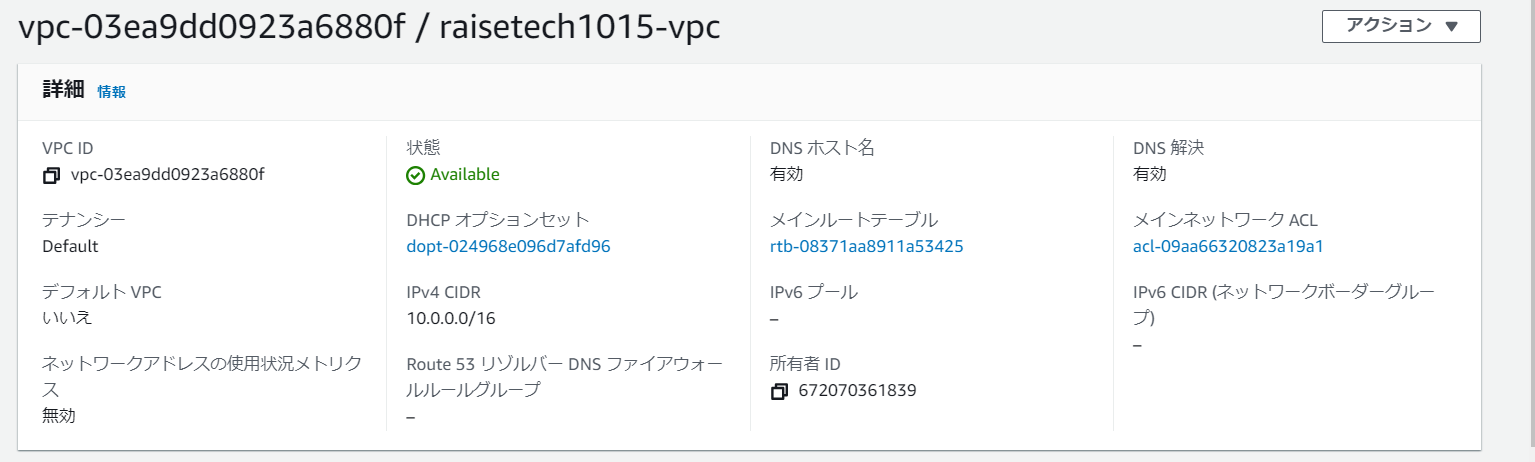 vpc-03ea9dd0923a6880f / raisetech1015-vpc
アクション ▼
詳細 情報
VPC ID
vpc-03ea9dd0923a6880f
状態
Available
DNS ホスト名
有効
DNS 解決
有効
テナンシー
Default
DHCP オプションセット
dopt-024968e096d7afd96
メインルートテーブル
rtb-08371aa8911a53425
メインネットワーク ACL
acl-09aa66320823a19a1
デフォルト VPC
いいえ
IPv4 CIDR
10.0.0.0/16
IPv6 プール
–
IPv6 CIDR (ネットワークボーダーグルー
プ)
–
ネットワークアドレスの使用状況メトリク
ス
無効
Route 53 リゾルバー DNS ファイアウォー
ルルールグループ
–
所有者 ID
672070361839